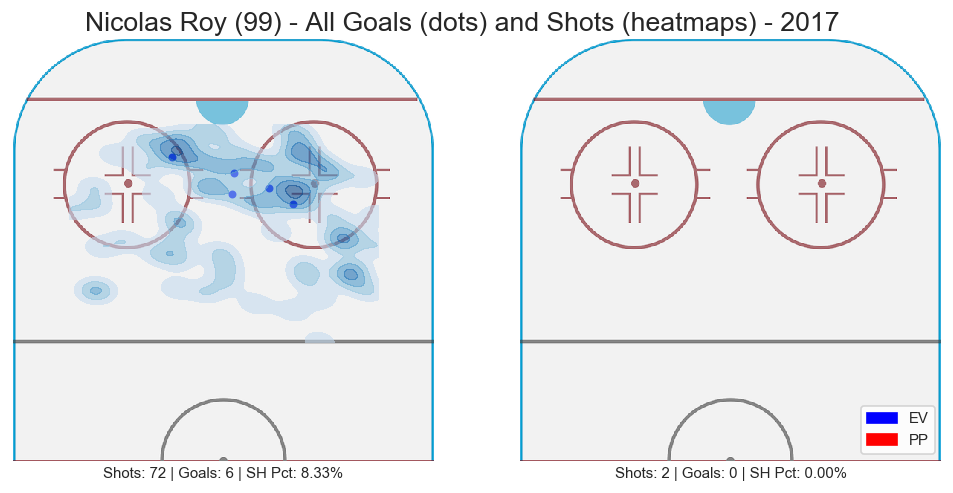 Nicolas Roy (99) - All Goals (dots) and Shots (heatmaps) - 2017
EV
PP
Shots: 72 | Goals: 6 | SH Pct: 8.33%
Shots: 2 | Goals: 0 | SH Pct: 0.00%